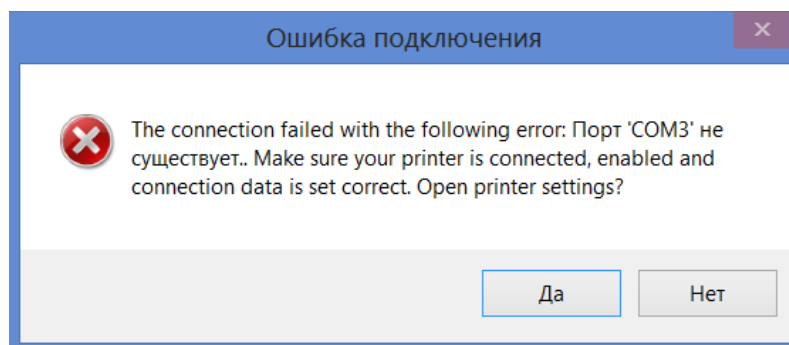 Ошибка подключения
The connection failed with the following error: Порт 'COM3' не
существует.. Make sure your printer is connected, enabled and
connection data is set correct. Open printer settings?
Да
Нет